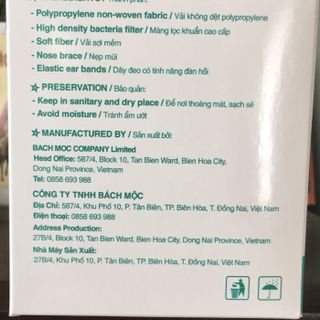 - Polypropylene non-woven fabric / Vải không dệt polypropylene
- High density bacteria filter / Màng lọc khuẩn cao cấp
- Soft fiber / Vải sợi mềm
- Nose brace / Nẹp mũi
- Elastic ear bands / Dây đeo có tính năng đàn hồi
☆ PRESERVATION / Bảo quản:
- Keep in sanitary and dry place / Để nơi thoáng mát, sạch sẽ
- Avoid moisture / Tránh ẩm ướt
☆ MANUFACTURED BY / Sản xuất bởi:
BACH MOC COMPANY Limited
Head Office: 587/4, Block 10, Tan Bien Ward, Bien Hoa City,
Dong Nai Province, Vietnam
Tel: 0858 693 988
CÔNG TY TNHH BÁCH MỘC
Địa Chỉ: 587/4, Khu Phố 10, P. Tân Biên, TP. Biên Hòa, T. Đồng Nai, Việt Nam
Điện thoại: 0858 693 988
Address Production:
27B/4, Block 10, Tan Bien Ward, Bien Hoa City, Dong Nai Province, Vietnam
Nhà Máy Sản Xuất:
27B/4, Khu Phố 10, P. Tân Biên, TP. Biên Hòa, T. Đồng Nai, Việt Nam